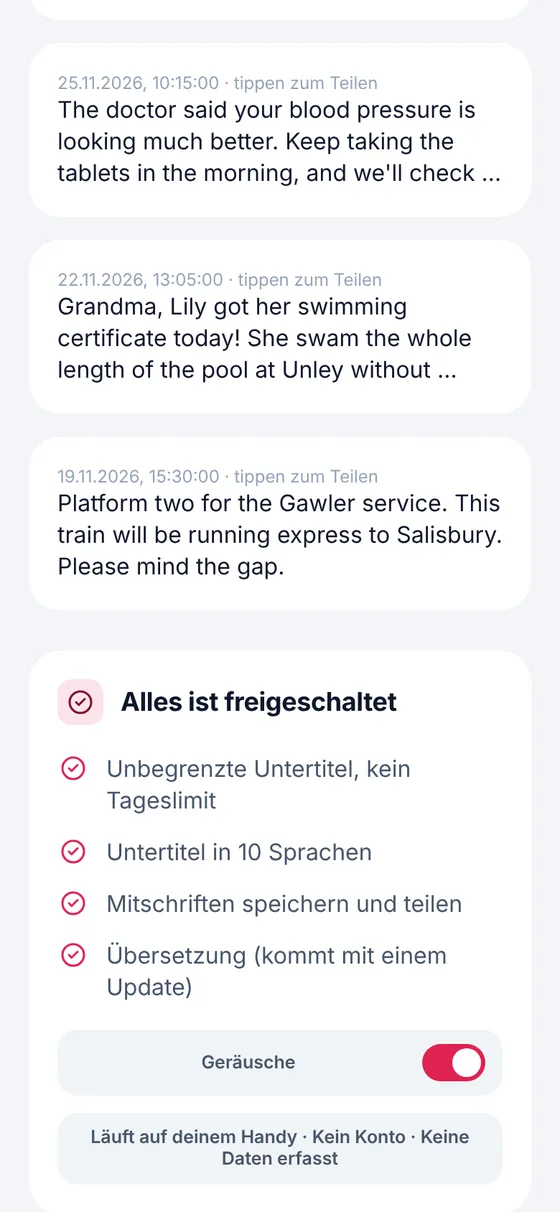 25.11.2026, 10:15:00 · tippen zum Teilen
The doctor said your blood pressure is
looking much better. Keep taking the
tablets in the morning, and we'll check ...
22.11.2026, 13:05:00 · tippen zum Teilen
Grandma, Lily got her swimming
certificate today! She swam the whole
length of the pool at Unley without ...
19.11.2026, 15:30:00 · tippen zum Teilen
Platform two for the Gawler service. This
train will be running express to Salisbury.
Please mind the gap.
Alles ist freigeschaltet
Unbegrenzte Untertitel, kein
Tageslimit
Untertitel in 10 Sprachen
Mitschriften speichern und teilen
Übersetzung (kommt mit einem
Update)
Geräusche
Läuft auf deinem Handy · Kein Konto · Keine
Daten erfasst